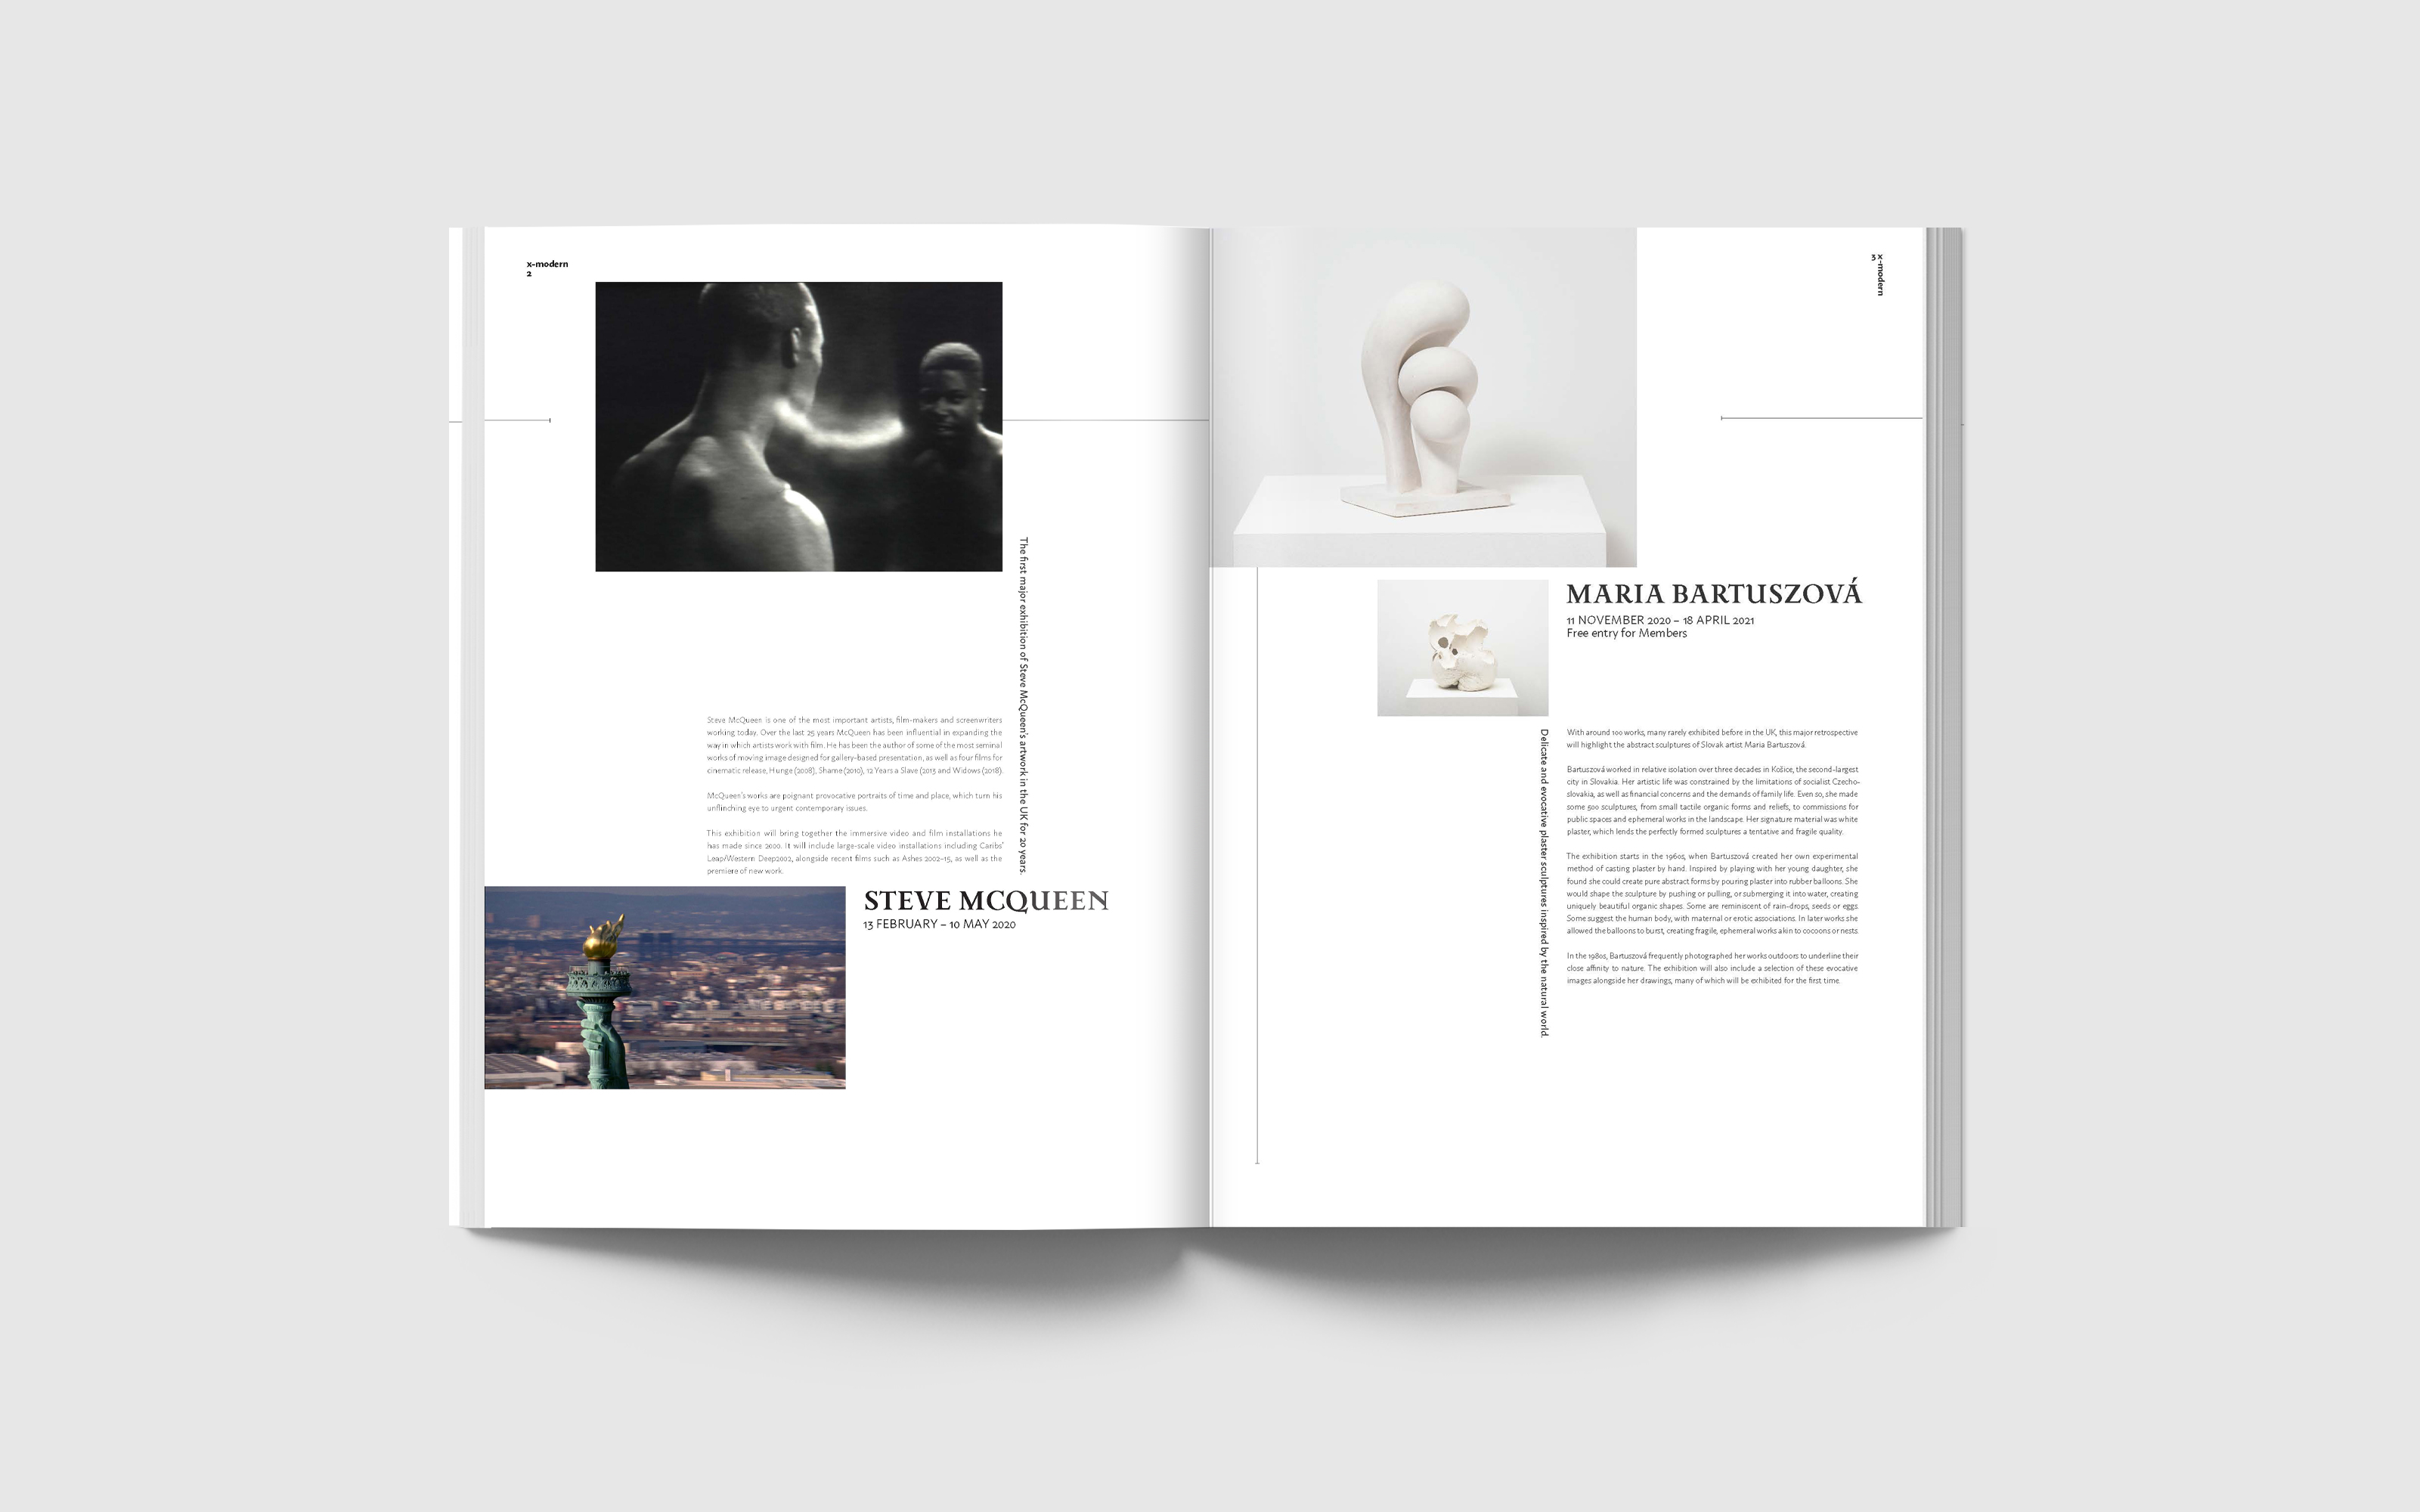 x-modern
2
The first major exhibition of Steve McQueen's artwork in the UK for 20 years.
Steve McQueen is one of the most important artists, film-makers and screenwriters
working today. Over the last 25 years McQueen has been influential in expanding the
way in which artists work with film. He has been the author of some of the most seminal
works of moving image designed for gallery-based presentation, as well as four films for
cinematic release, Hunge (2008), Shame (2010), 12 Years a Slave (2013 and Widows (2018).
McQueen's works are poignant provocative portraits of time and place, which turn his
unflinching eye to urgent contemporary issues.
This exhibition will bring together the immersive video and film installations he
has made since 2000. It will include large-scale video installations including Caribs'
Leap/Western Deep2002, alongside recent films such as Ashes 2002–15, as well as the
premiere of new work.
STEVE MCQUEEN
13 FEBRUARY – 10 MAY 2020
x-modern
3
MARIA BARTUSZOVÁ
11 NOVEMBER 2020 – 18 APRIL 2021
Free entry for Members
Delicate and evocative plaster sculptures inspired by the natural world.
With around 100 works, many rarely exhibited before in the UK, this major retrospective
will highlight the abstract sculptures of Slovak artist Maria Bartuszová.
Bartuszová worked in relative isolation over three decades in Košice, the second-largest
city in Slovakia. Her artistic life was constrained by the limitations of socialist Czecho-
slovakia, as well as financial concerns and the demands of family life. Even so, she made
some 500 sculptures, from small tactile organic forms and reliefs, to commissions for
public spaces and ephemeral works in the landscape. Her signature material was white
plaster, which lends the perfectly formed sculptures a tentative and fragile quality.
The exhibition starts in the 1960s, when Bartuszová created her own experimental
method of casting plaster by hand. Inspired by playing with her young daughter, she
found she could create pure abstract forms by pouring plaster into rubber balloons. She
would shape the sculpture by pushing or pulling, or submerging it into water, creating
uniquely beautiful organic shapes. Some are reminiscent of rain-drops, seeds or eggs.
Some suggest the human body, with maternal or erotic associations. In later works she
allowed the balloons to burst, creating fragile, ephemeral works akin to cocoons or nests.
In the 1980s, Bartuszová frequently photographed her works outdoors to underline their
close affinity to nature. The exhibition will also include a selection of these evocative
images alongside her drawings, many of which will be exhibited for the first time.